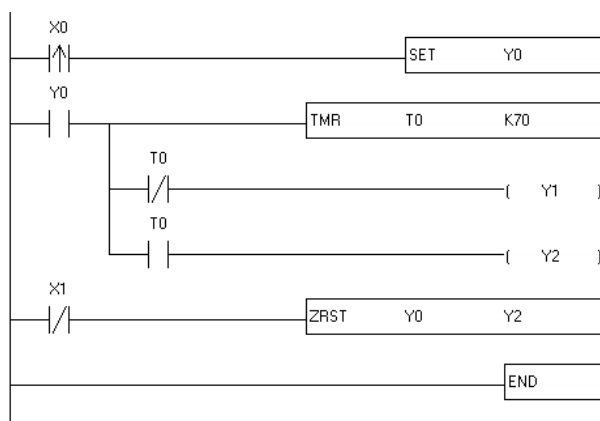 X0
SET Y0
Y0
TMR T0 K70
T0
Y1
T0
Y2
X1
ZRST Y0 Y2
END